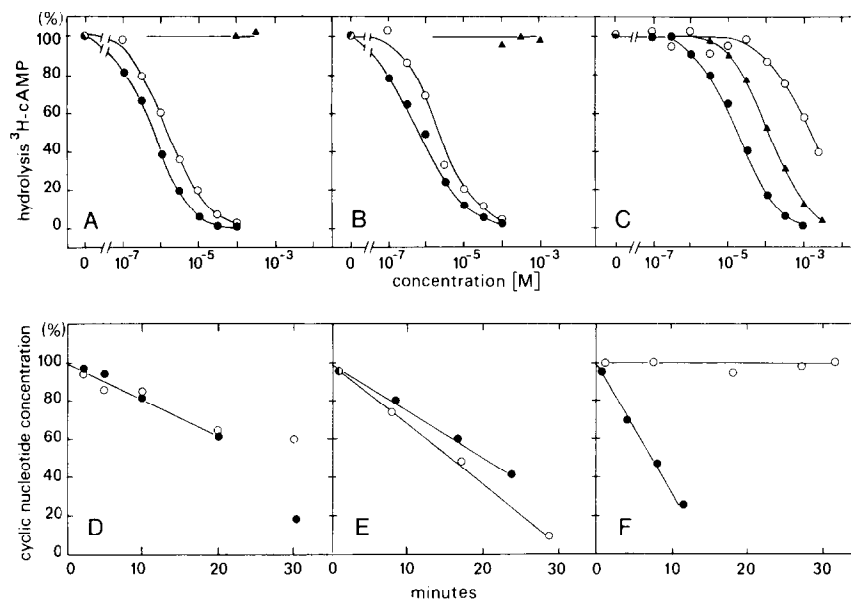 (%)
100
80
60
40
20
0
hydrolysis ³H-cAMP
A
B
C
0 10⁻⁷ 10⁻⁵ 10⁻³ 0 10⁻⁷ 10⁻⁵ 10⁻³ 0 10⁻⁷ 10⁻⁵ 10⁻³
concentration [M]
(%)
100
80
60
40
20
0
cyclic nucleotide concentration
D
E
F
0 10 20 30 0 10 20 30 0 10 20 30
minutes